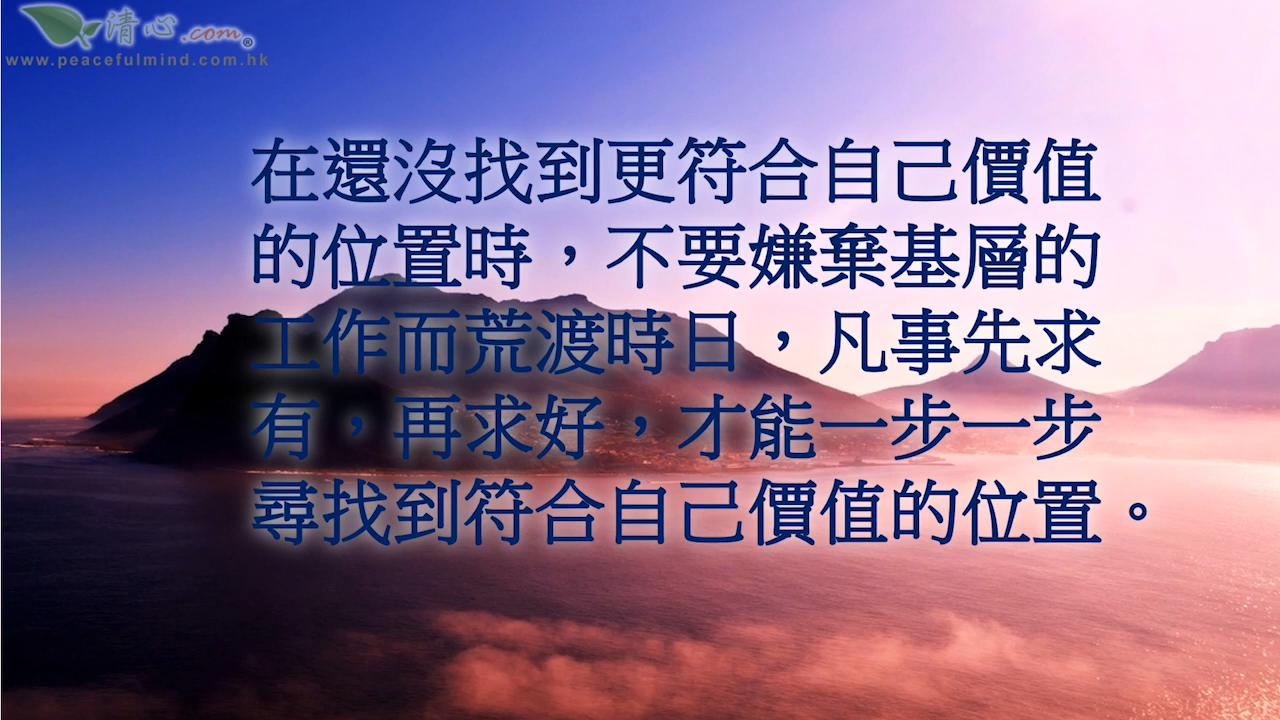 清心.com®
www.peacefulmind.com.hk
在還沒找到更符合自己價值
的位置時，不要嫌棄基層的
工作而荒渡時日，凡事先求
有，再求好，才能一步一步
尋找到符合自己價值的位置。